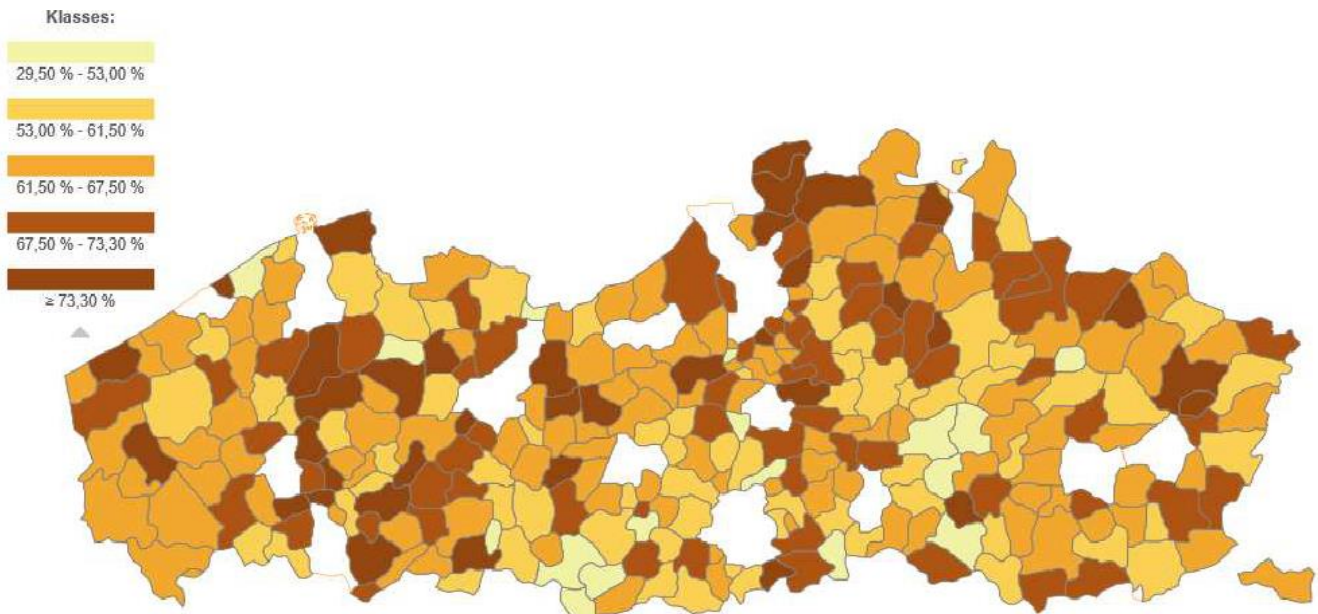 Klasses:
29,50 % - 53,00 %
53,00 % - 61,50 %
61,50 % - 67,50 %
67,50 % - 73,30 %
≥ 73,30 %